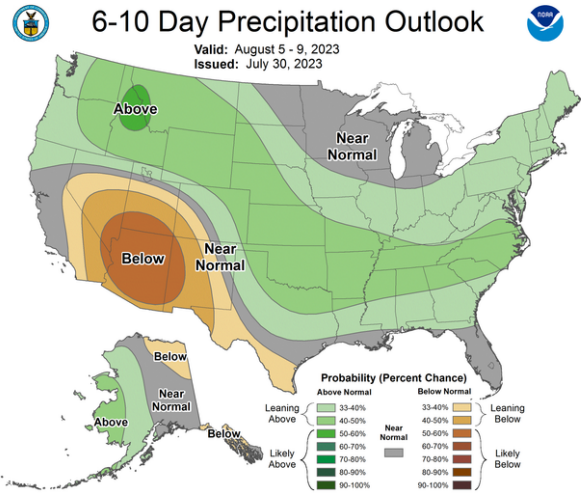 6-10 Day Precipitation Outlook
Valid: August 5 - 9, 2023
Issued: July 30, 2023
NOAA
Above
Near
Normal
Below
Near
Normal
Below
Near
Normal
Above
Below
Probability (Percent Chance)
Above Normal
Below Normal
Leaning
Above
33-40%
40-50%
Likely
Above
50-60%
60-70%
70-80%
80-90%
90-100%
Near
Normal
33-40%
40-50%
Leaning
Below
50-60%
60-70%
70-80%
80-90%
90-100%
Likely
Below